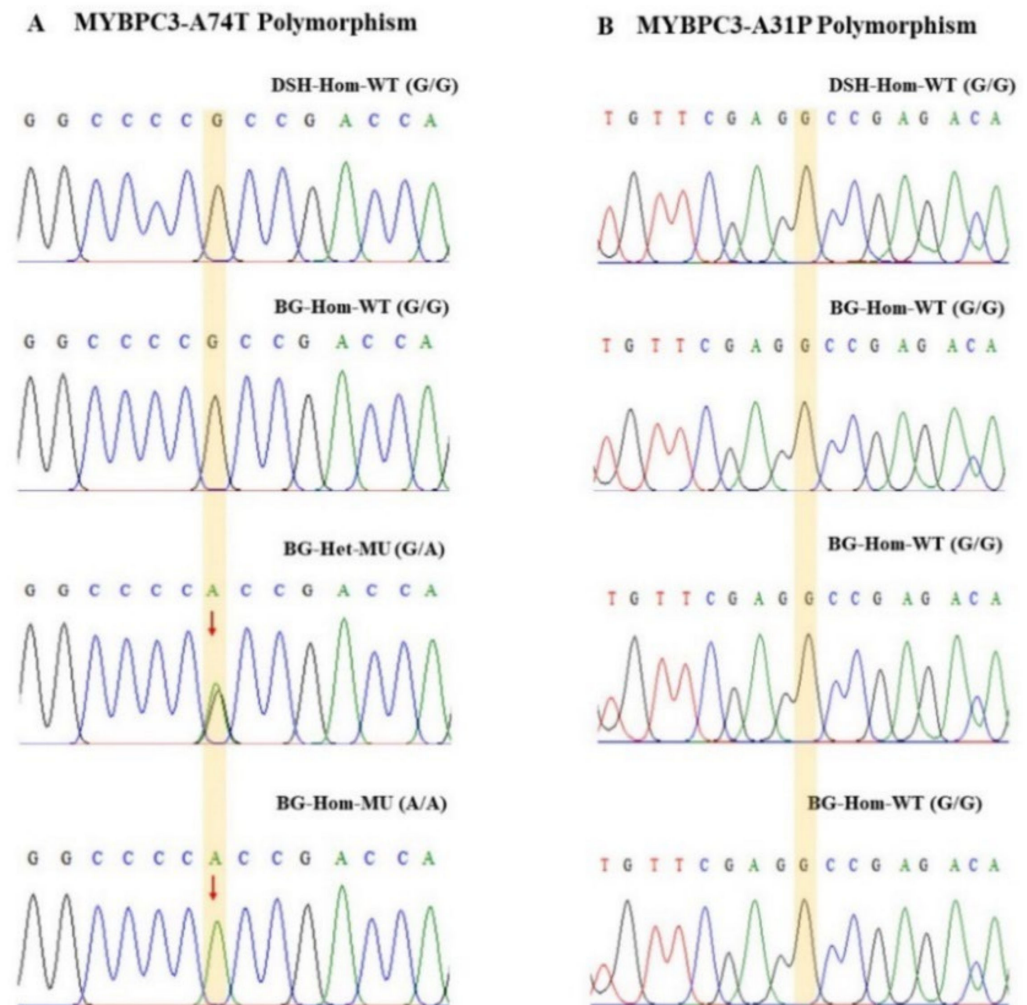 A MYBPC3-A74T Polymorphism
DSH-Hom-WT (G/G)
G G C C C C G C C G A C C A
BG-Hom-WT (G/G)
G G C C C C G C C G A C C A
BG-Het-MU (G/A)
G G C C C C A C C G A C C A
BG-Hom-MU (A/A)
G G C C C C A C C G A C C A
B MYBPC3-A31P Polymorphism
DSH-Hom-WT (G/G)
T G T T C G A G G C C G A G A C A
BG-Hom-WT (G/G)
T G T T C G A G G C C G A G A C A
BG-Hom-WT (G/G)
T G T T C G A G G C C G A G A C A
BG-Hom-WT (G/G)
T G T T C G A G G C C G A G A C A